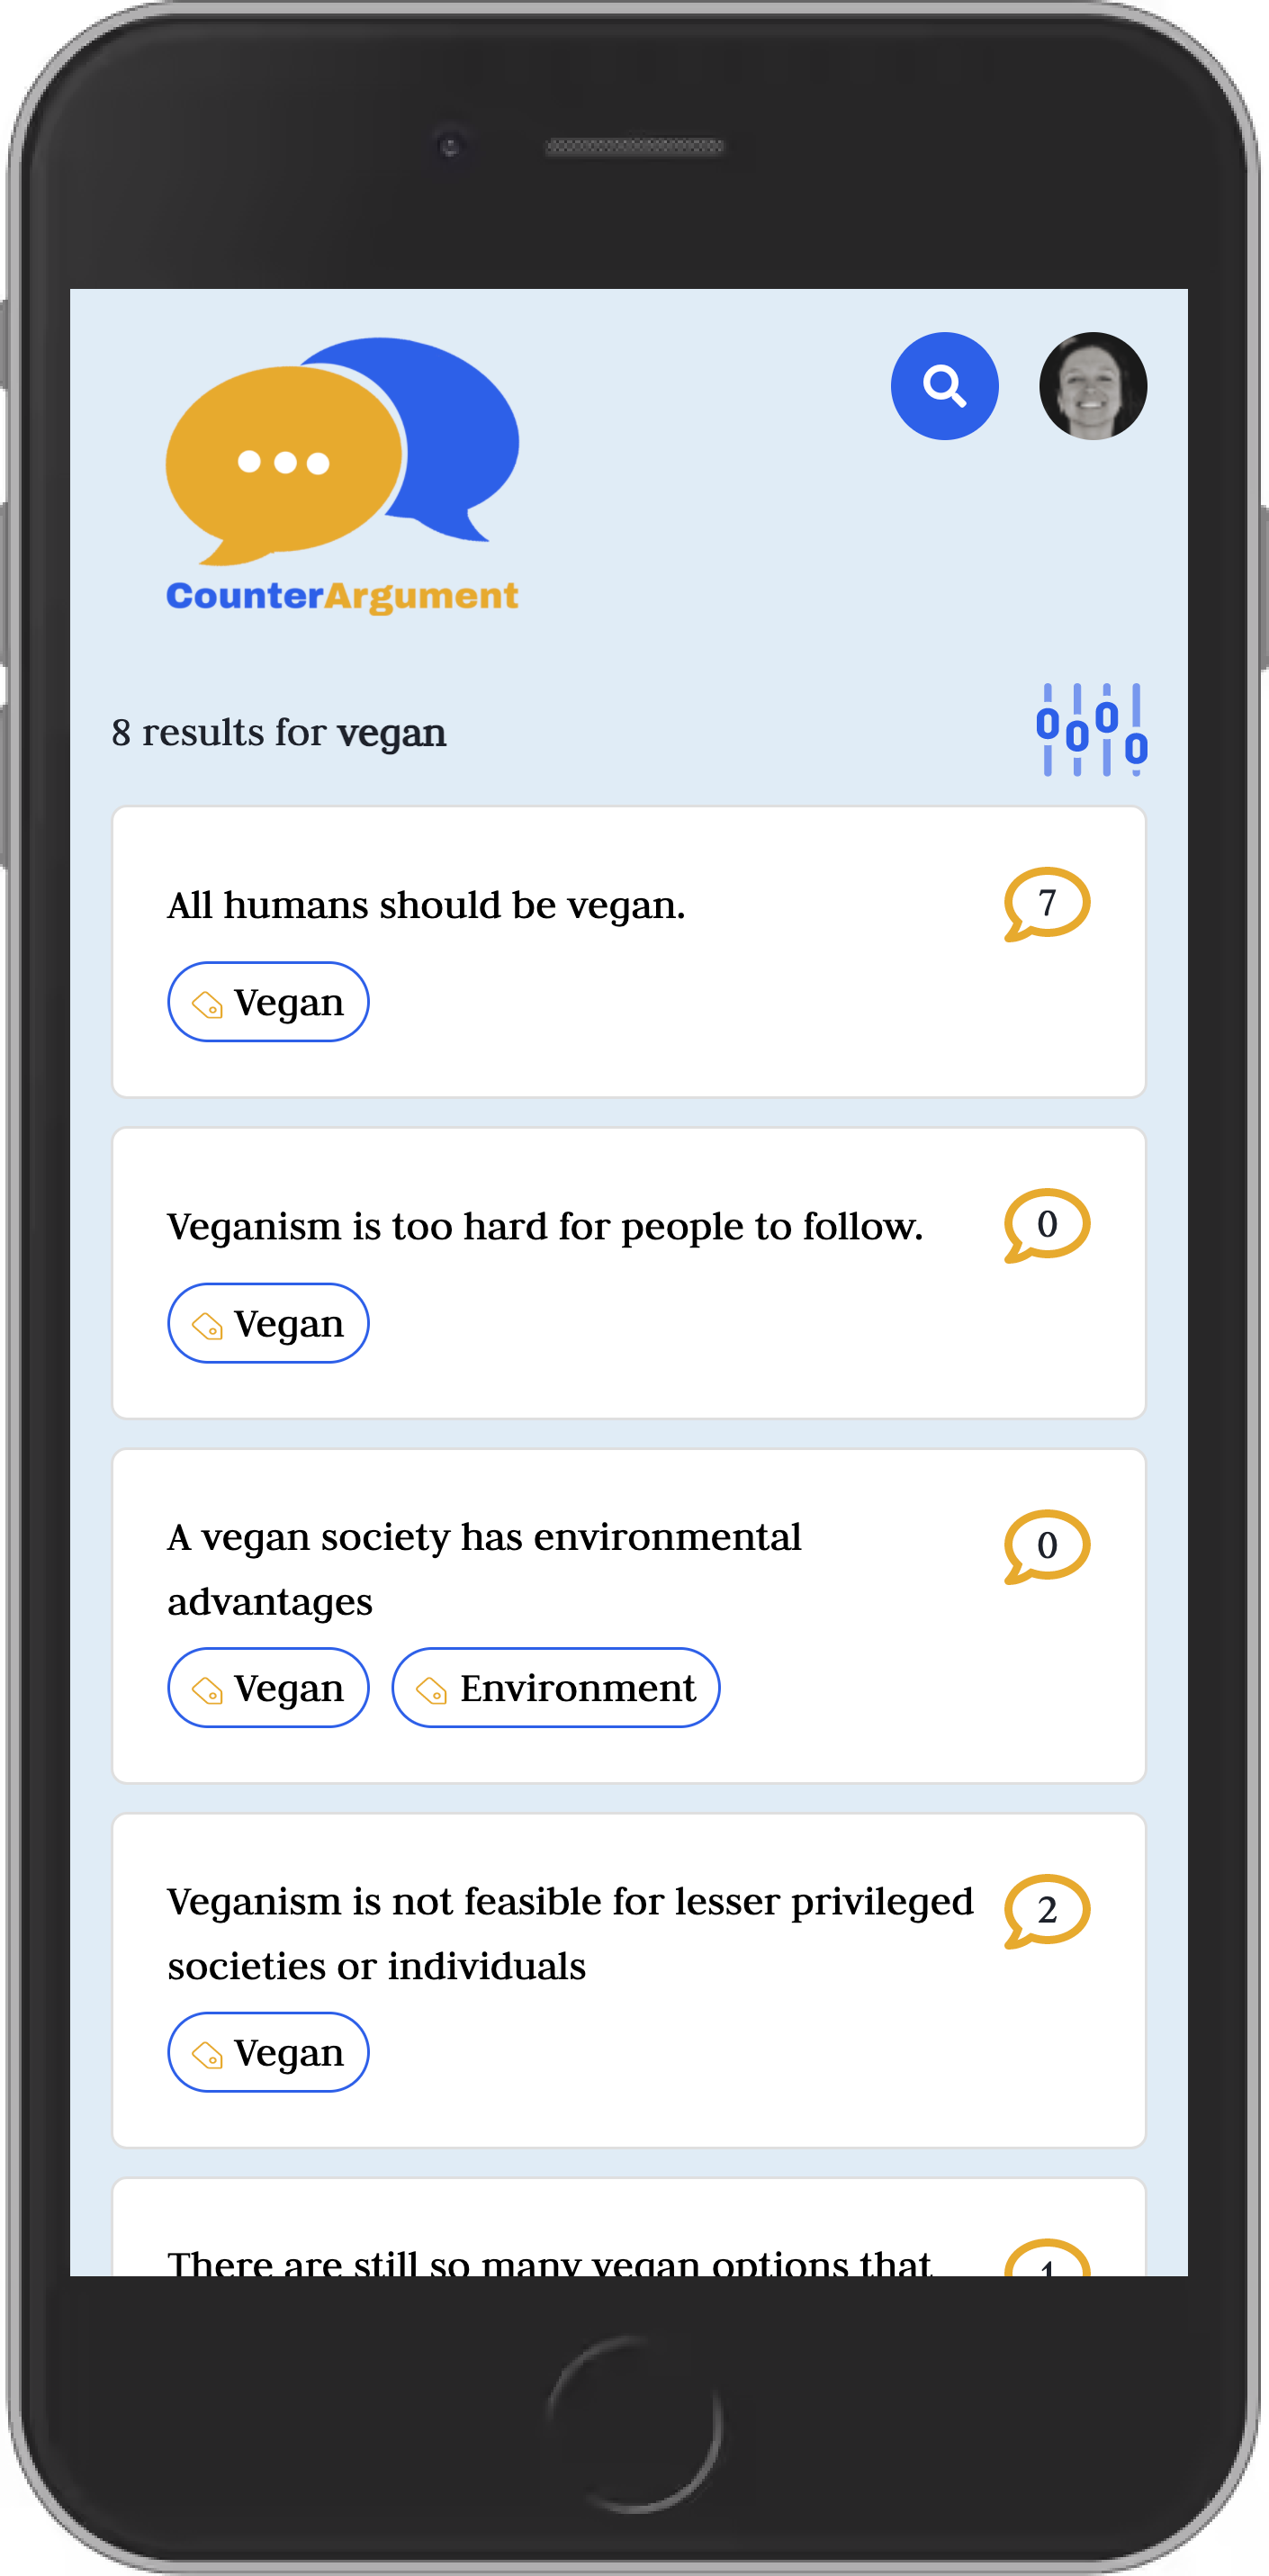 CounterArgument
8 results for vegan
All humans should be vegan.
7
Vegan
Veganism is too hard for people to follow.
0
Vegan
A vegan society has environmental
advantages
0
Vegan
Environment
Veganism is not feasible for lesser privileged
societies or individuals
2
Vegan
There are still so many vegan options that
1